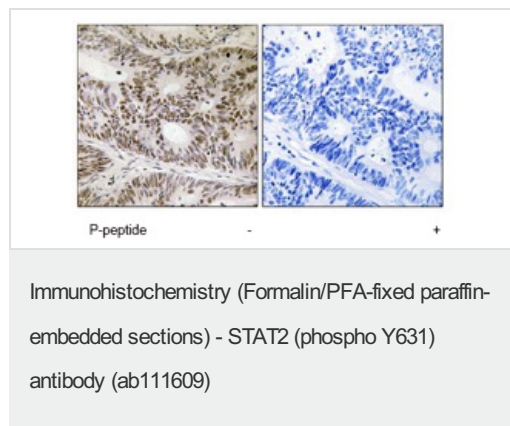 P-peptide - +
Immunohistochemistry (Formalin/PFA-fixed paraffin-
embedded sections) - STAT2 (phospho Y631)
antibody (ab111609)